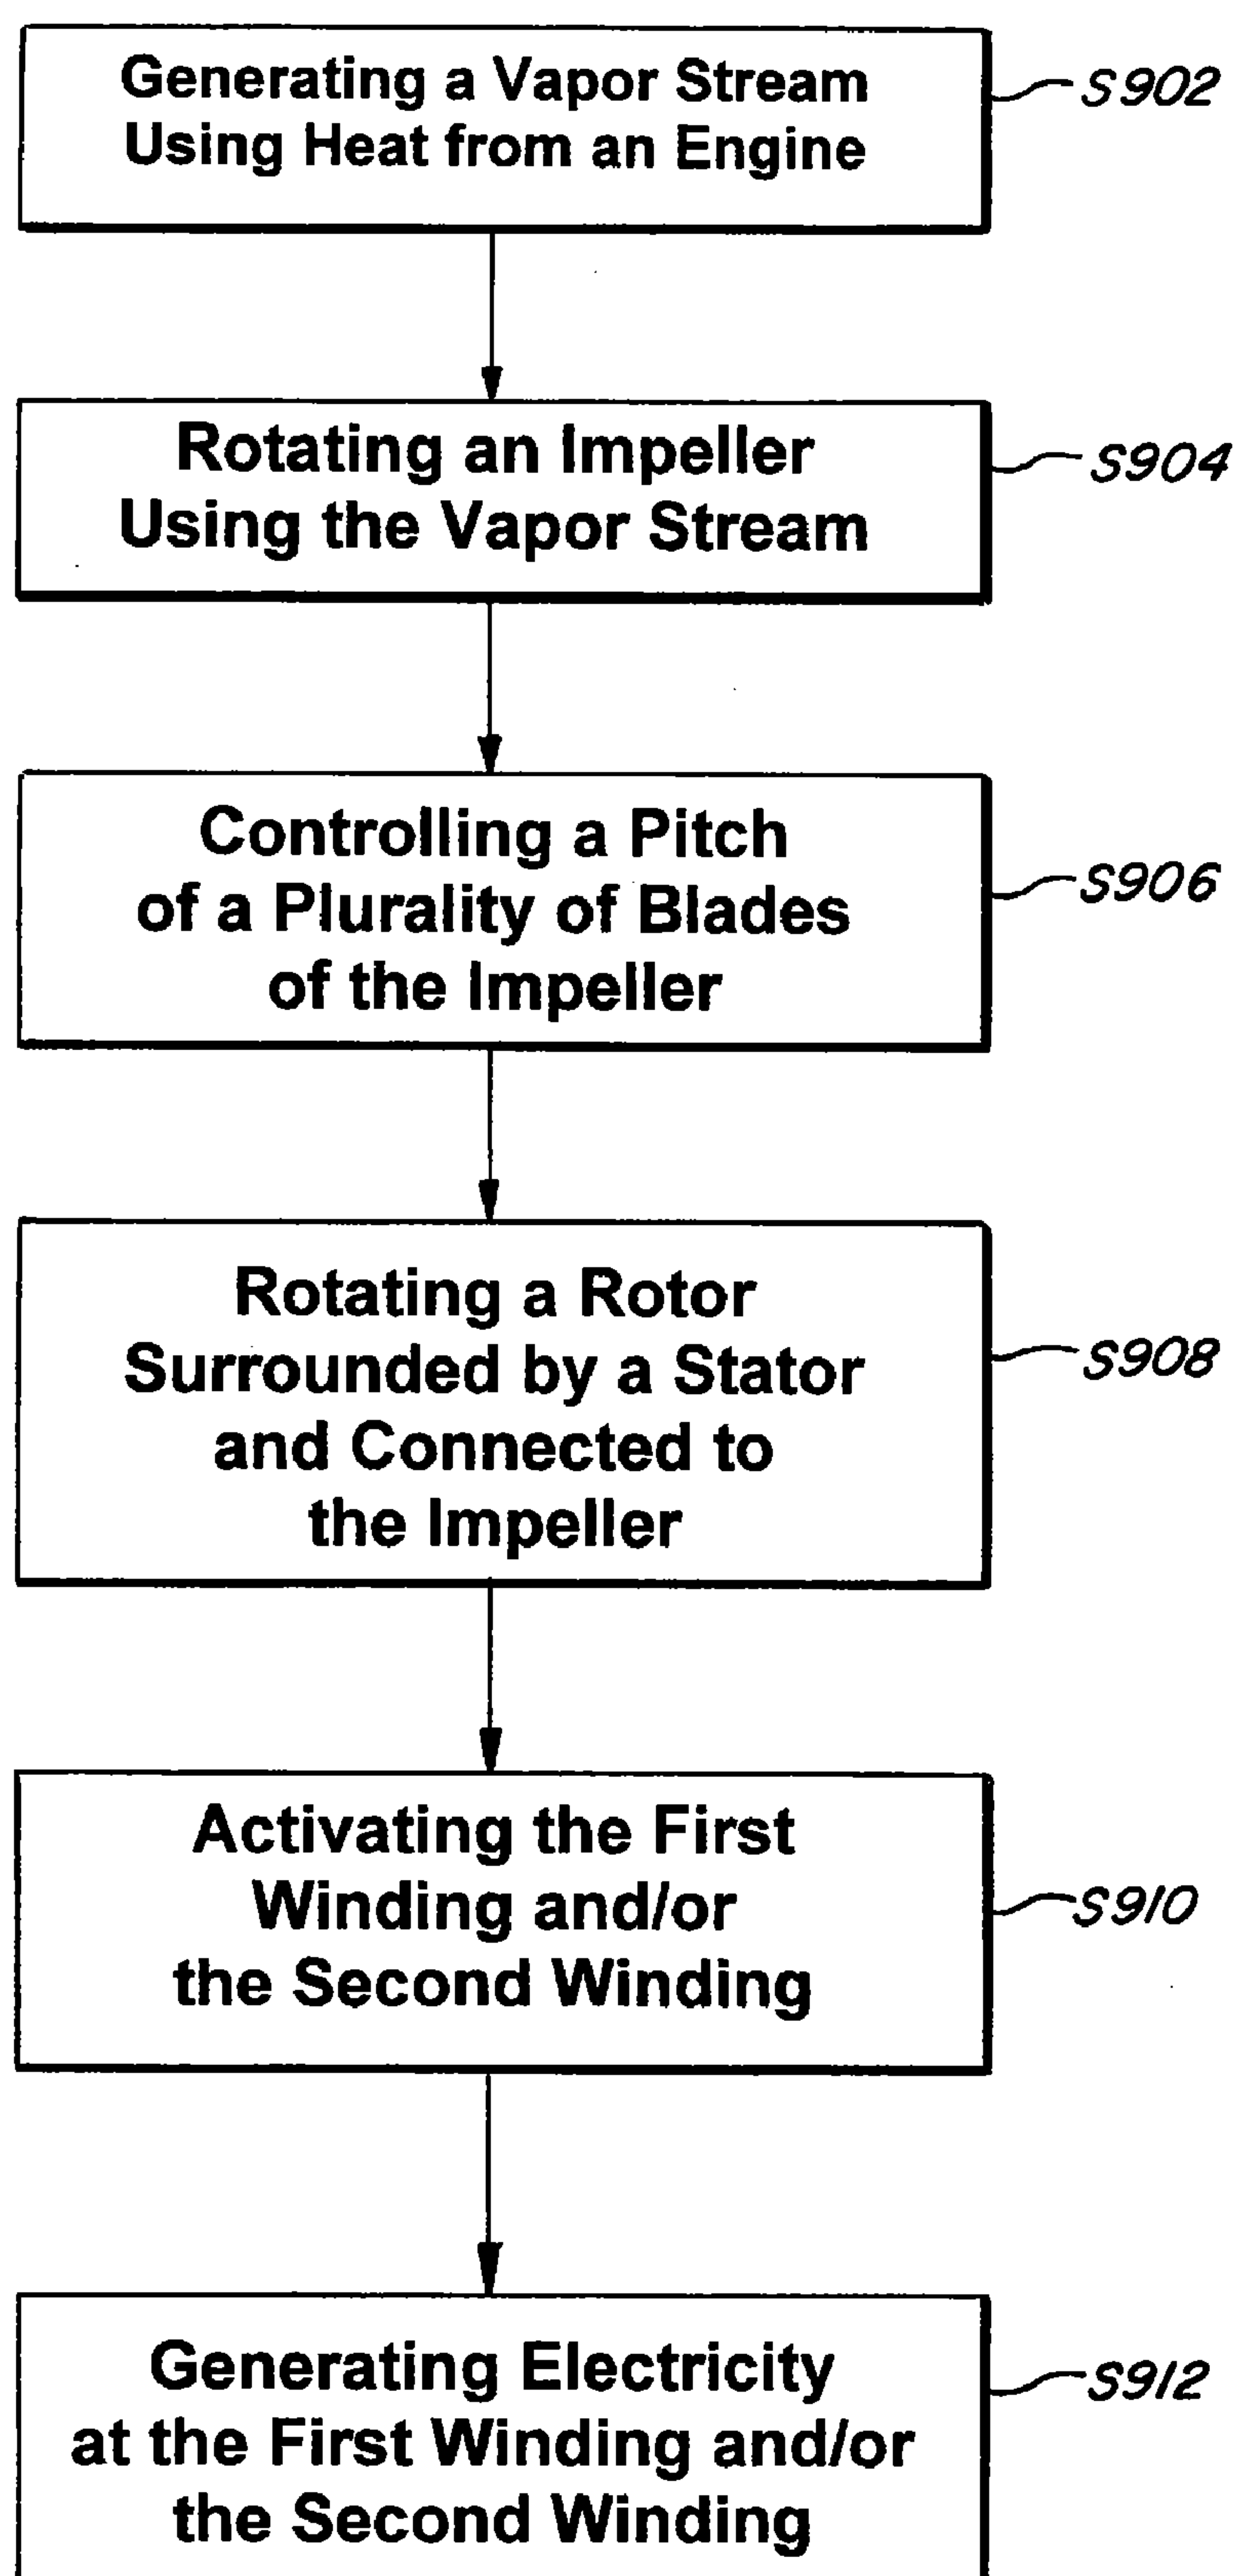 Generating a Vapor Stream
Using Heat from an Engine
S902
Rotating an Impeller
Using the Vapor Stream
S904
Controlling a Pitch
of a Plurality of Blades
of the Impeller
S906
Rotating a Rotor
Surrounded by a Stator
and Connected to
the Impeller
S908
Activating the First
Winding and/or
the Second Winding
S910
Generating Electricity
at the First Winding and/or
the Second Winding
S912